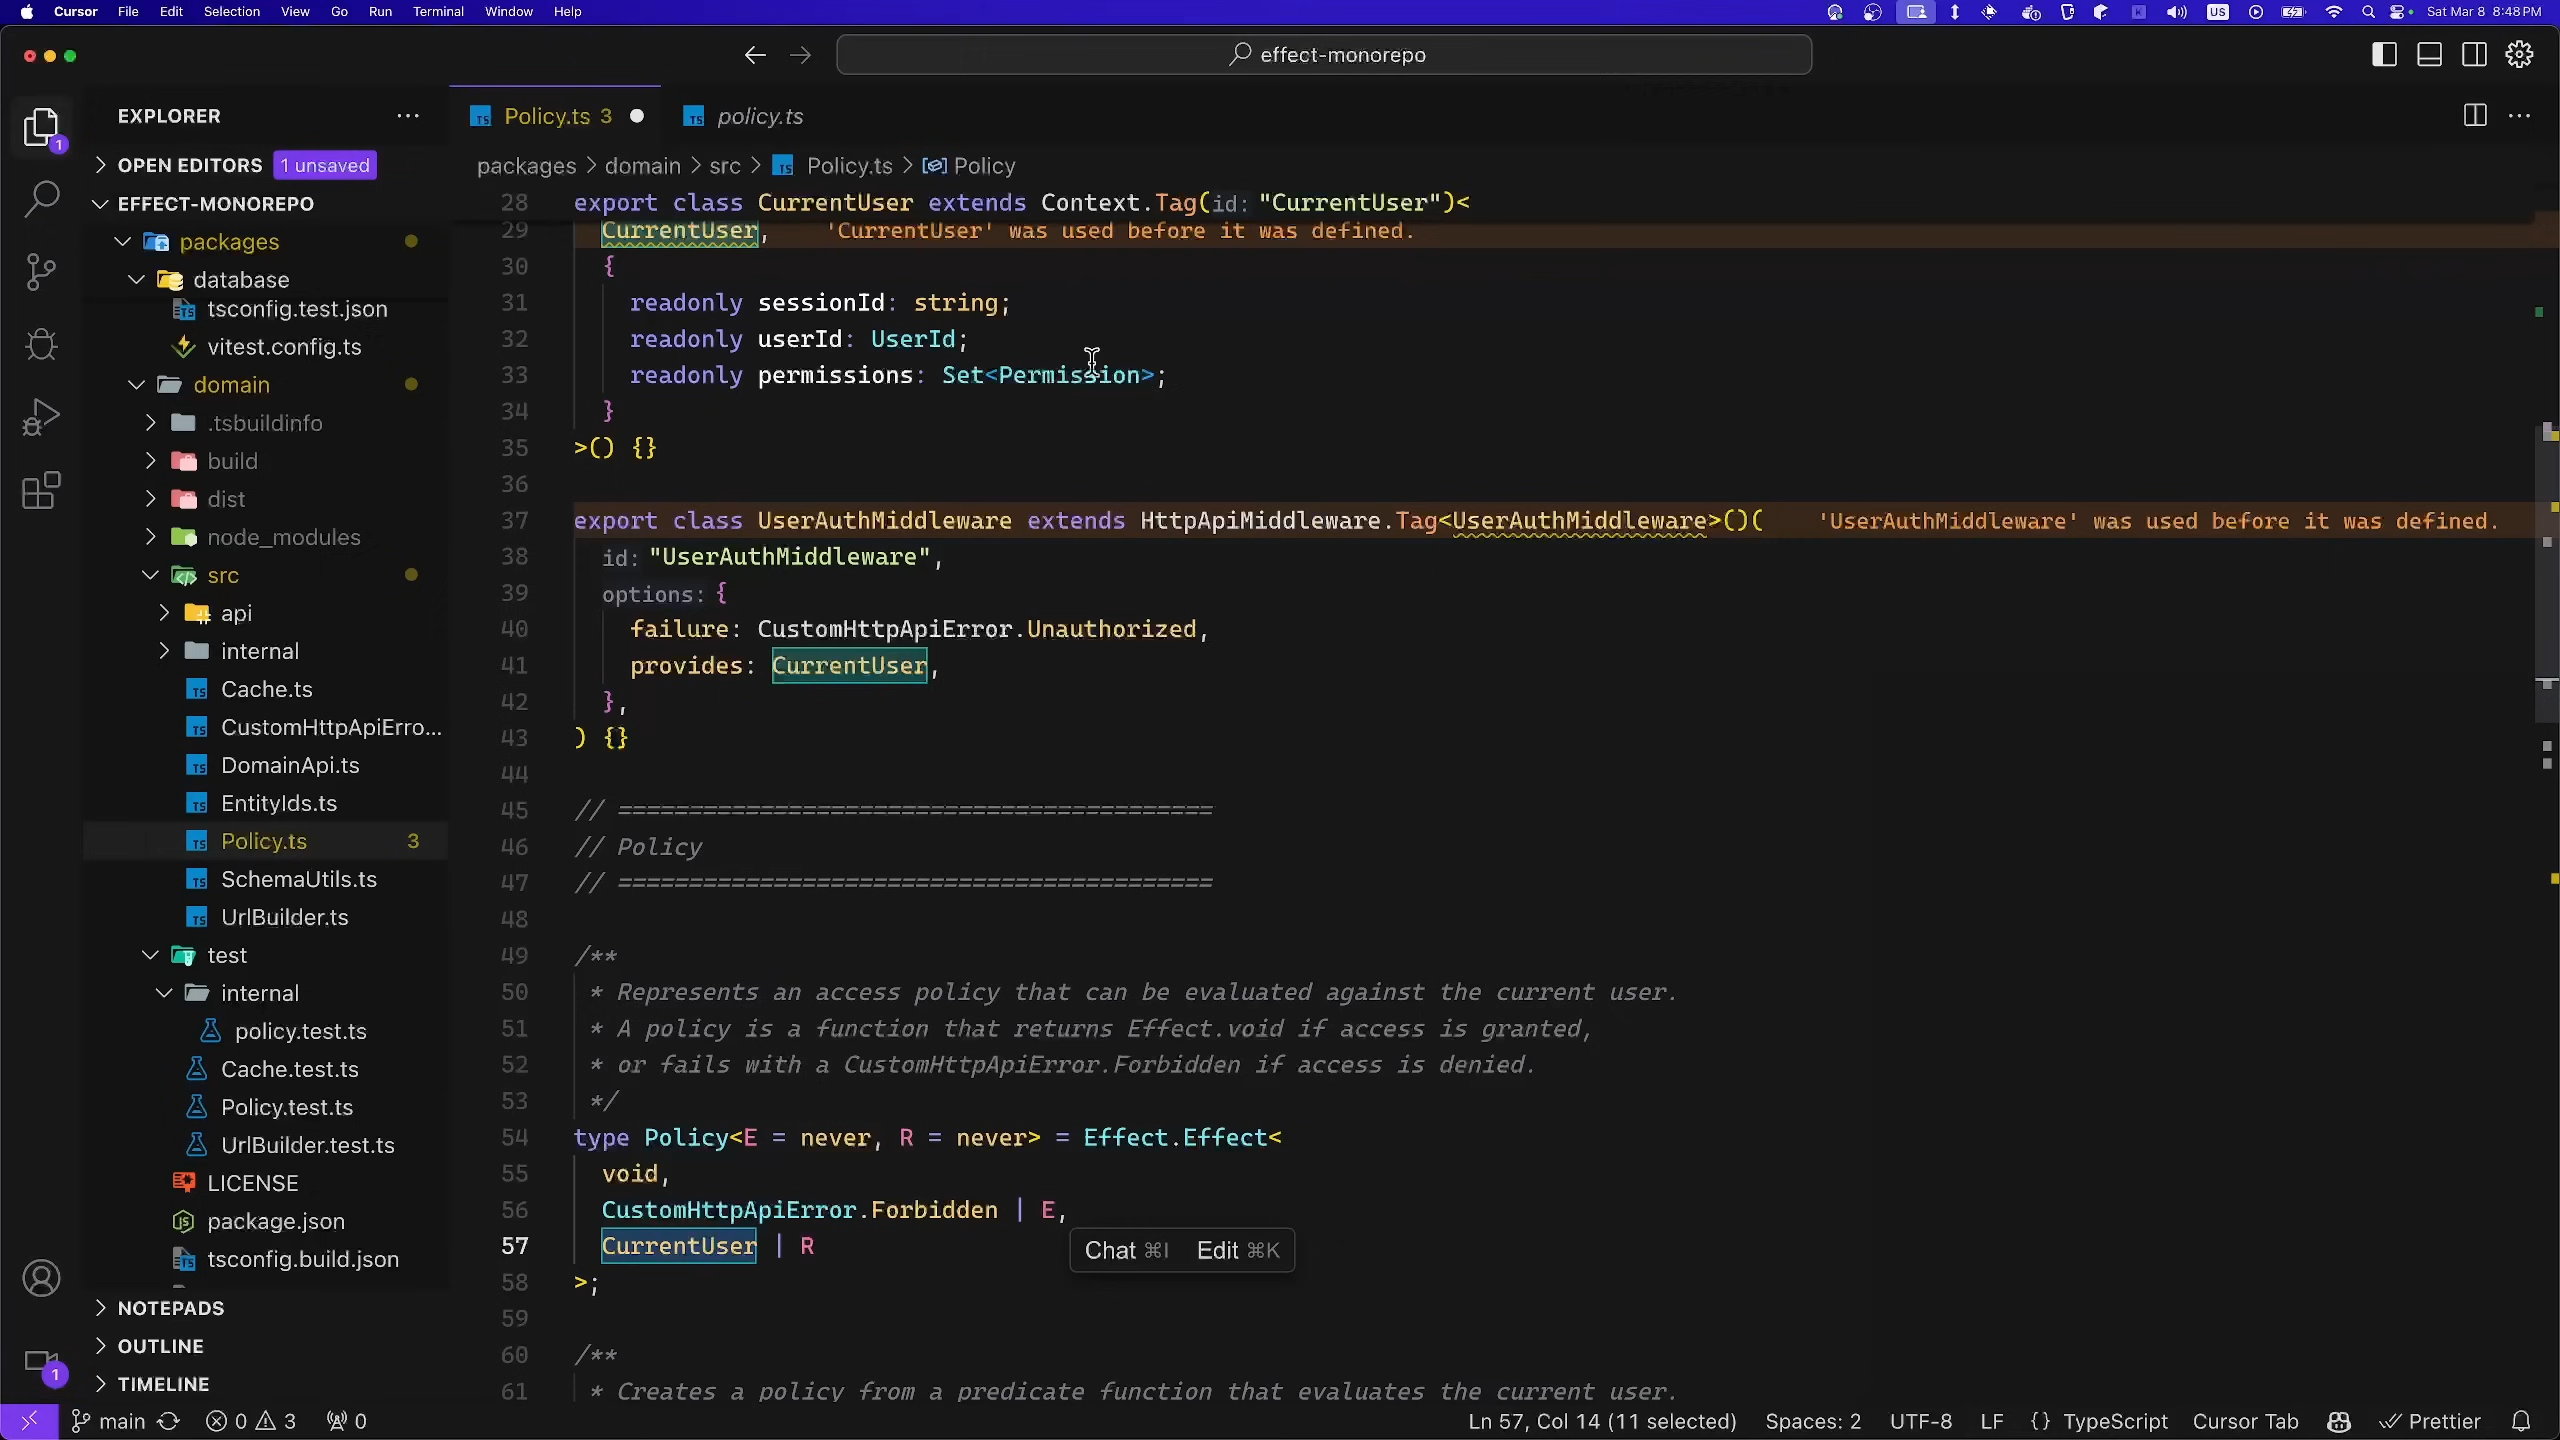 Cursor File Edit Selection View Go Run Terminal Window Help
US Sat Mar 8 8:48 PM
effect-monorepo
EXPLORER
1
OPEN EDITORS 1 unsaved
EFFECT-MONOREPO
packages
database
tsconfig.test.json
vitest.config.ts
domain
.tsbuildinfo
build
dist
node_modules
src
api
internal
Cache.ts
CustomHttpApiErro...
DomainApi.ts
EntityIds.ts
Policy.ts 3
SchemaUtils.ts
UrlBuilder.ts
test
internal
policy.test.ts
Cache.test.ts
Policy.test.ts
UrlBuilder.test.ts
LICENSE
package.json
tsconfig.build.json
NOTEPADS
OUTLINE
TIMELINE
1
TS Policy.ts 3 TS policy.ts
packages > domain > src > TS Policy.ts > Policy
28 export class CurrentUser extends Context.Tag(id: "CurrentUser")<
29 CurrentUser, 'CurrentUser' was used before it was defined.
30 {
31 readonly sessionId: string;
32 readonly userId: UserId;
33 readonly permissions: Set<Permission>;
34 }
35 >() {}
36
37 export class UserAuthMiddleware extends HttpApiMiddleware.Tag<UserAuthMiddleware>()( 'UserAuthMiddleware' was used before it was defined.
38 id: "UserAuthMiddleware",
39 options: {
40 failure: CustomHttpApiError.Unauthorized,
41 provides: CurrentUser,
42 },
43 ) {}
44
45 // ==========================================
46 // Policy
47 // ==========================================
48
49 /**
50 * Represents an access policy that can be evaluated against the current user.
51 * A policy is a function that returns Effect.void if access is granted,
52 * or fails with a CustomHttpApiError.Forbidden if access is denied.
53 */
54 type Policy<E = never, R = never> = Effect.Effect<
55 void,
56 CustomHttpApiError.Forbidden | E,
57 CurrentUser | R
Chat ⌘I Edit ⌘K
58 >;
59
60 /**
61 * Creates a policy from a predicate function that evaluates the current user.
main 0 3 0 Ln 57, Col 14 (11 selected) Spaces: 2 UTF-8 LF {} TypeScript Cursor Tab Prettier